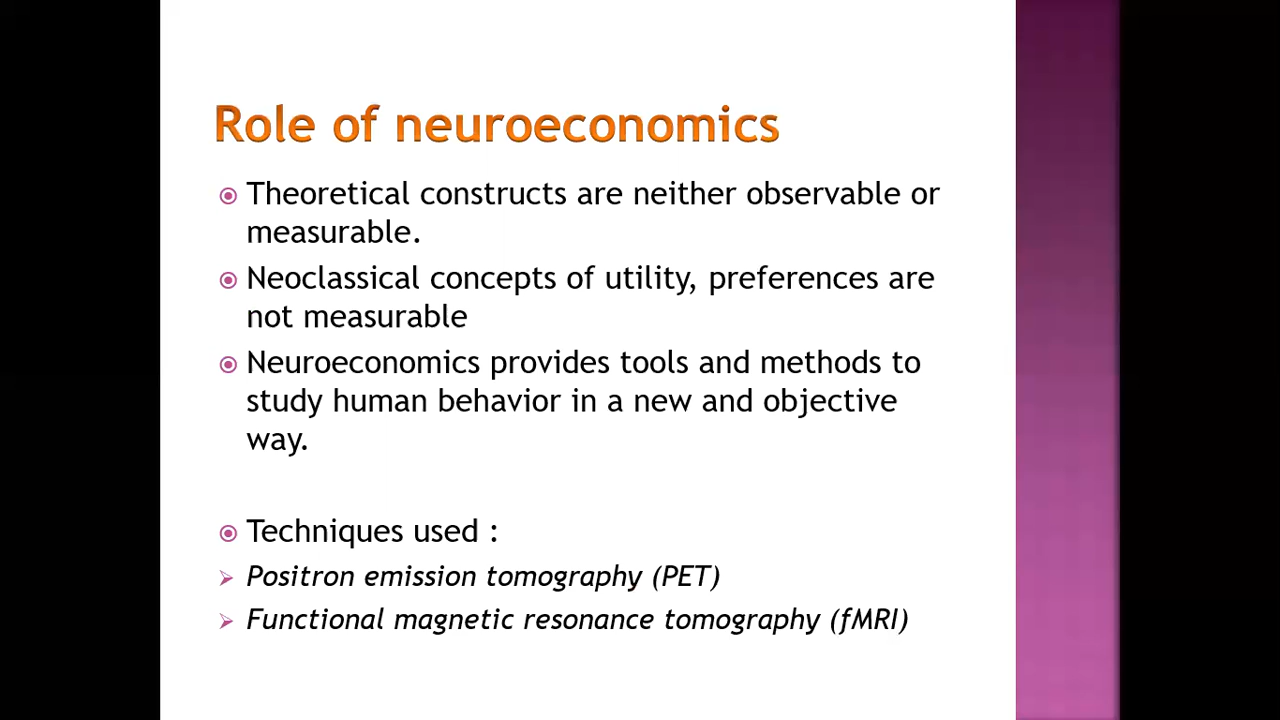 Role of neuroeconomics
Theoretical constructs are neither observable or
measurable.
Neoclassical concepts of utility, preferences are
not measurable
Neuroeconomics provides tools and methods to
study human behavior in a new and objective
way.
Techniques used :
Positron emission tomography (PET)
Functional magnetic resonance tomography (fMRI)